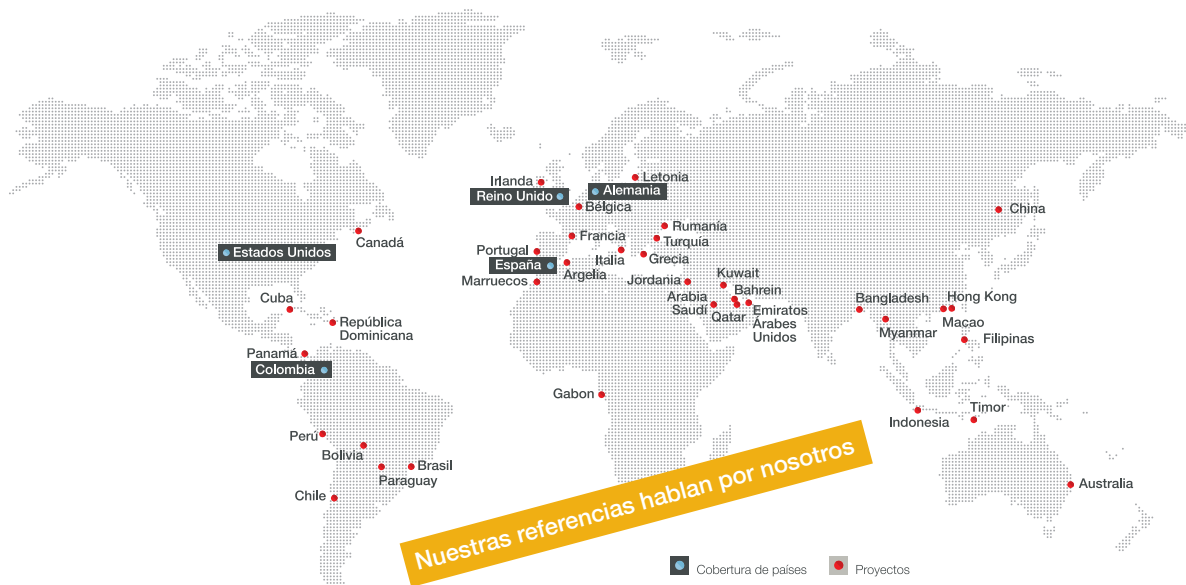 Irlanda
Letonia
Reino Unido
Alemania
Bélgica
China
Canadá
Francia
Rumanía
Turquía
Estados Unidos
Portugal
Italia
Grecia
España
Argelia
Marruecos
Jordania
Kuwait
Cuba
Arabia
Saudí
Bahrein
Qatar
Emiratos
Árabes
Unidos
Bangladesh
Hong Kong
Macao
República
Dominicana
Myanmar
Filipinas
Panamá
Colombia
Gabon
Timor
Indonesia
Perú
Bolivia
Brasil
Paraguay
Chile
Australia
Nuestras referencias hablan por nosotros
Cobertura de países
Proyectos